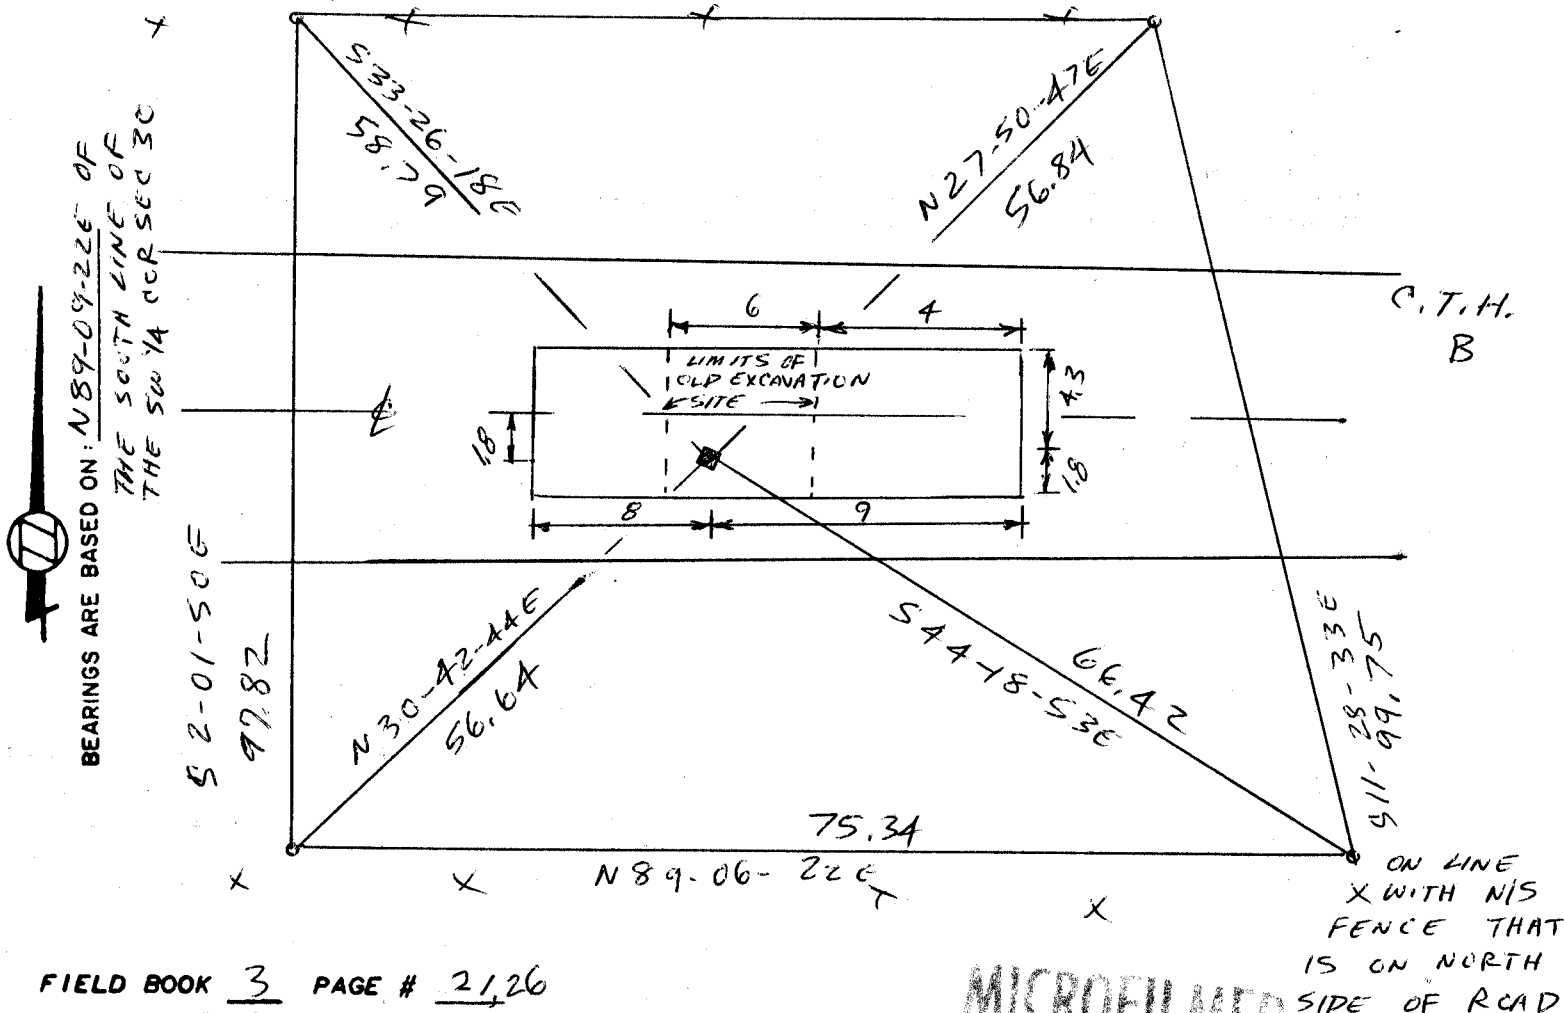 S33-26-18E
58.79
N27-50-47E
56.84
BEARINGS ARE BASED ON: N89-09-22E OF
THE SOUTH LINE OF
THE SW 1/4 OF SEC 30
C.T.H.
B
6
4
LIMITS OF
OLD EXCAVATION
SITE
4.3
1.8
1.8
8
9
S 2-01-50E
97.82
N30-42-44E
56.64
S44-18-53E
66.42
S11-28-33E
99.75
75.34
N89-06-22E
ON LINE
X WITH N/S
FENCE THAT
IS ON NORTH
SIDE OF ROAD
FIELD BOOK 3 PAGE # 21,26
MICROFILMED